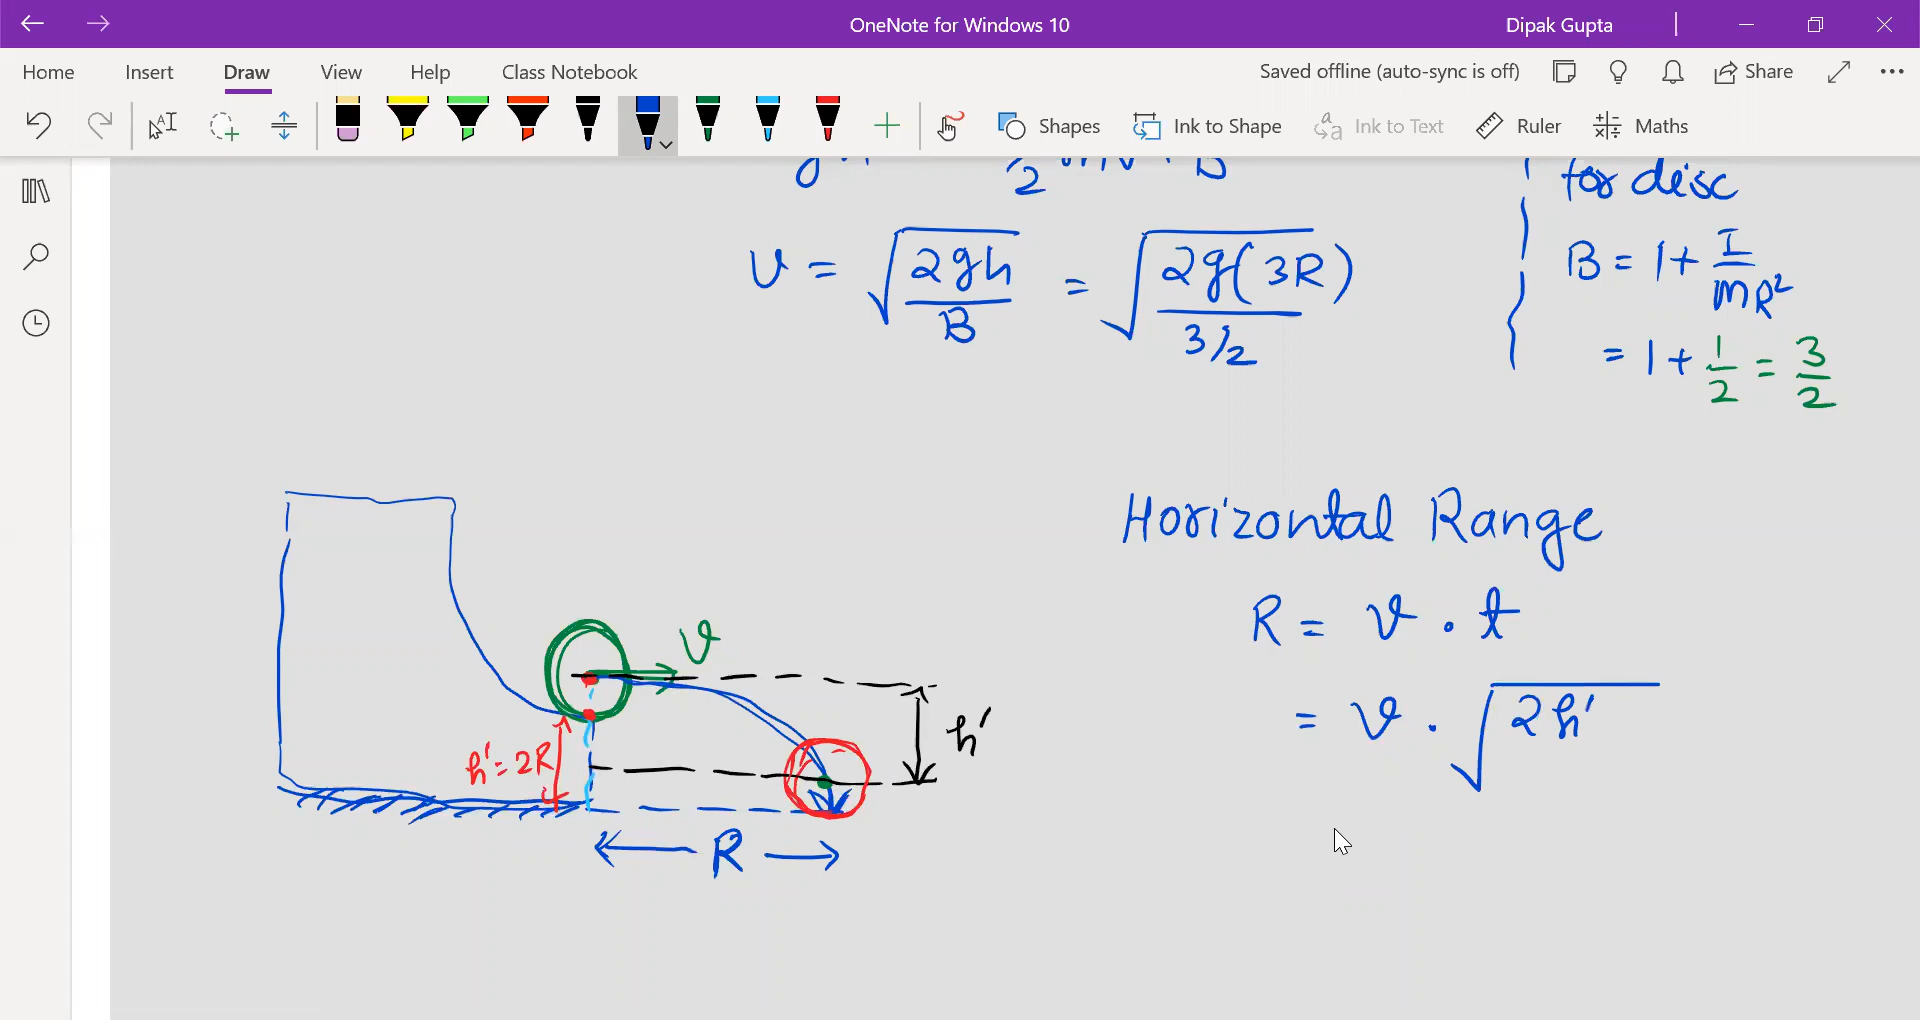 OneNote for Windows 10
Dipak Gupta
Home Insert Draw View Help Class Notebook
Saved offline (auto-sync is off) Share
Shapes Ink to Shape Ink to Text Ruler Maths
for disc
v = √(2gh/B) = √(2g(3R)/(3/2))
B = 1 + I/mR²
= 1 + 1/2 = 3/2
Horizontal Range
R = v · t
= v · √2h'
v
h'
h' = 2R
R